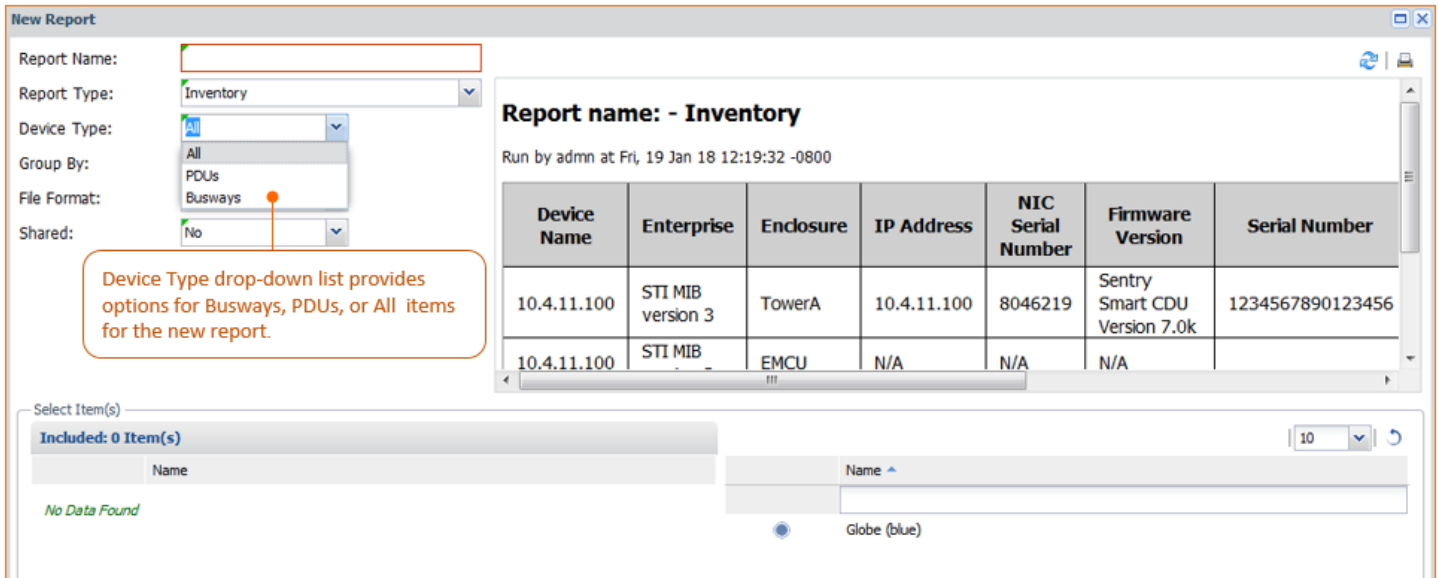 New Report
Report Name:
Report Type: Inventory
Device Type: All
All
Group By:
PDUs
File Format:
Busways
Shared: No
Device Type drop-down list provides
options for Busways, PDUs, or All items
for the new report.
Report name: - Inventory
Run by admn at Fri, 19 Jan 18 12:19:32 -0800
Device Name Enterprise Enclosure IP Address NIC Serial Number Firmware Version Serial Number
10.4.11.100 STI MIB version 3 TowerA 10.4.11.100 8046219 Sentry Smart CDU Version 7.0k 1234567890123456
10.4.11.100 STI MIB EMCU N/A N/A N/A
Select Item(s)
Included: 0 Item(s)
10
Name
Name
No Data Found
Globe (blue)